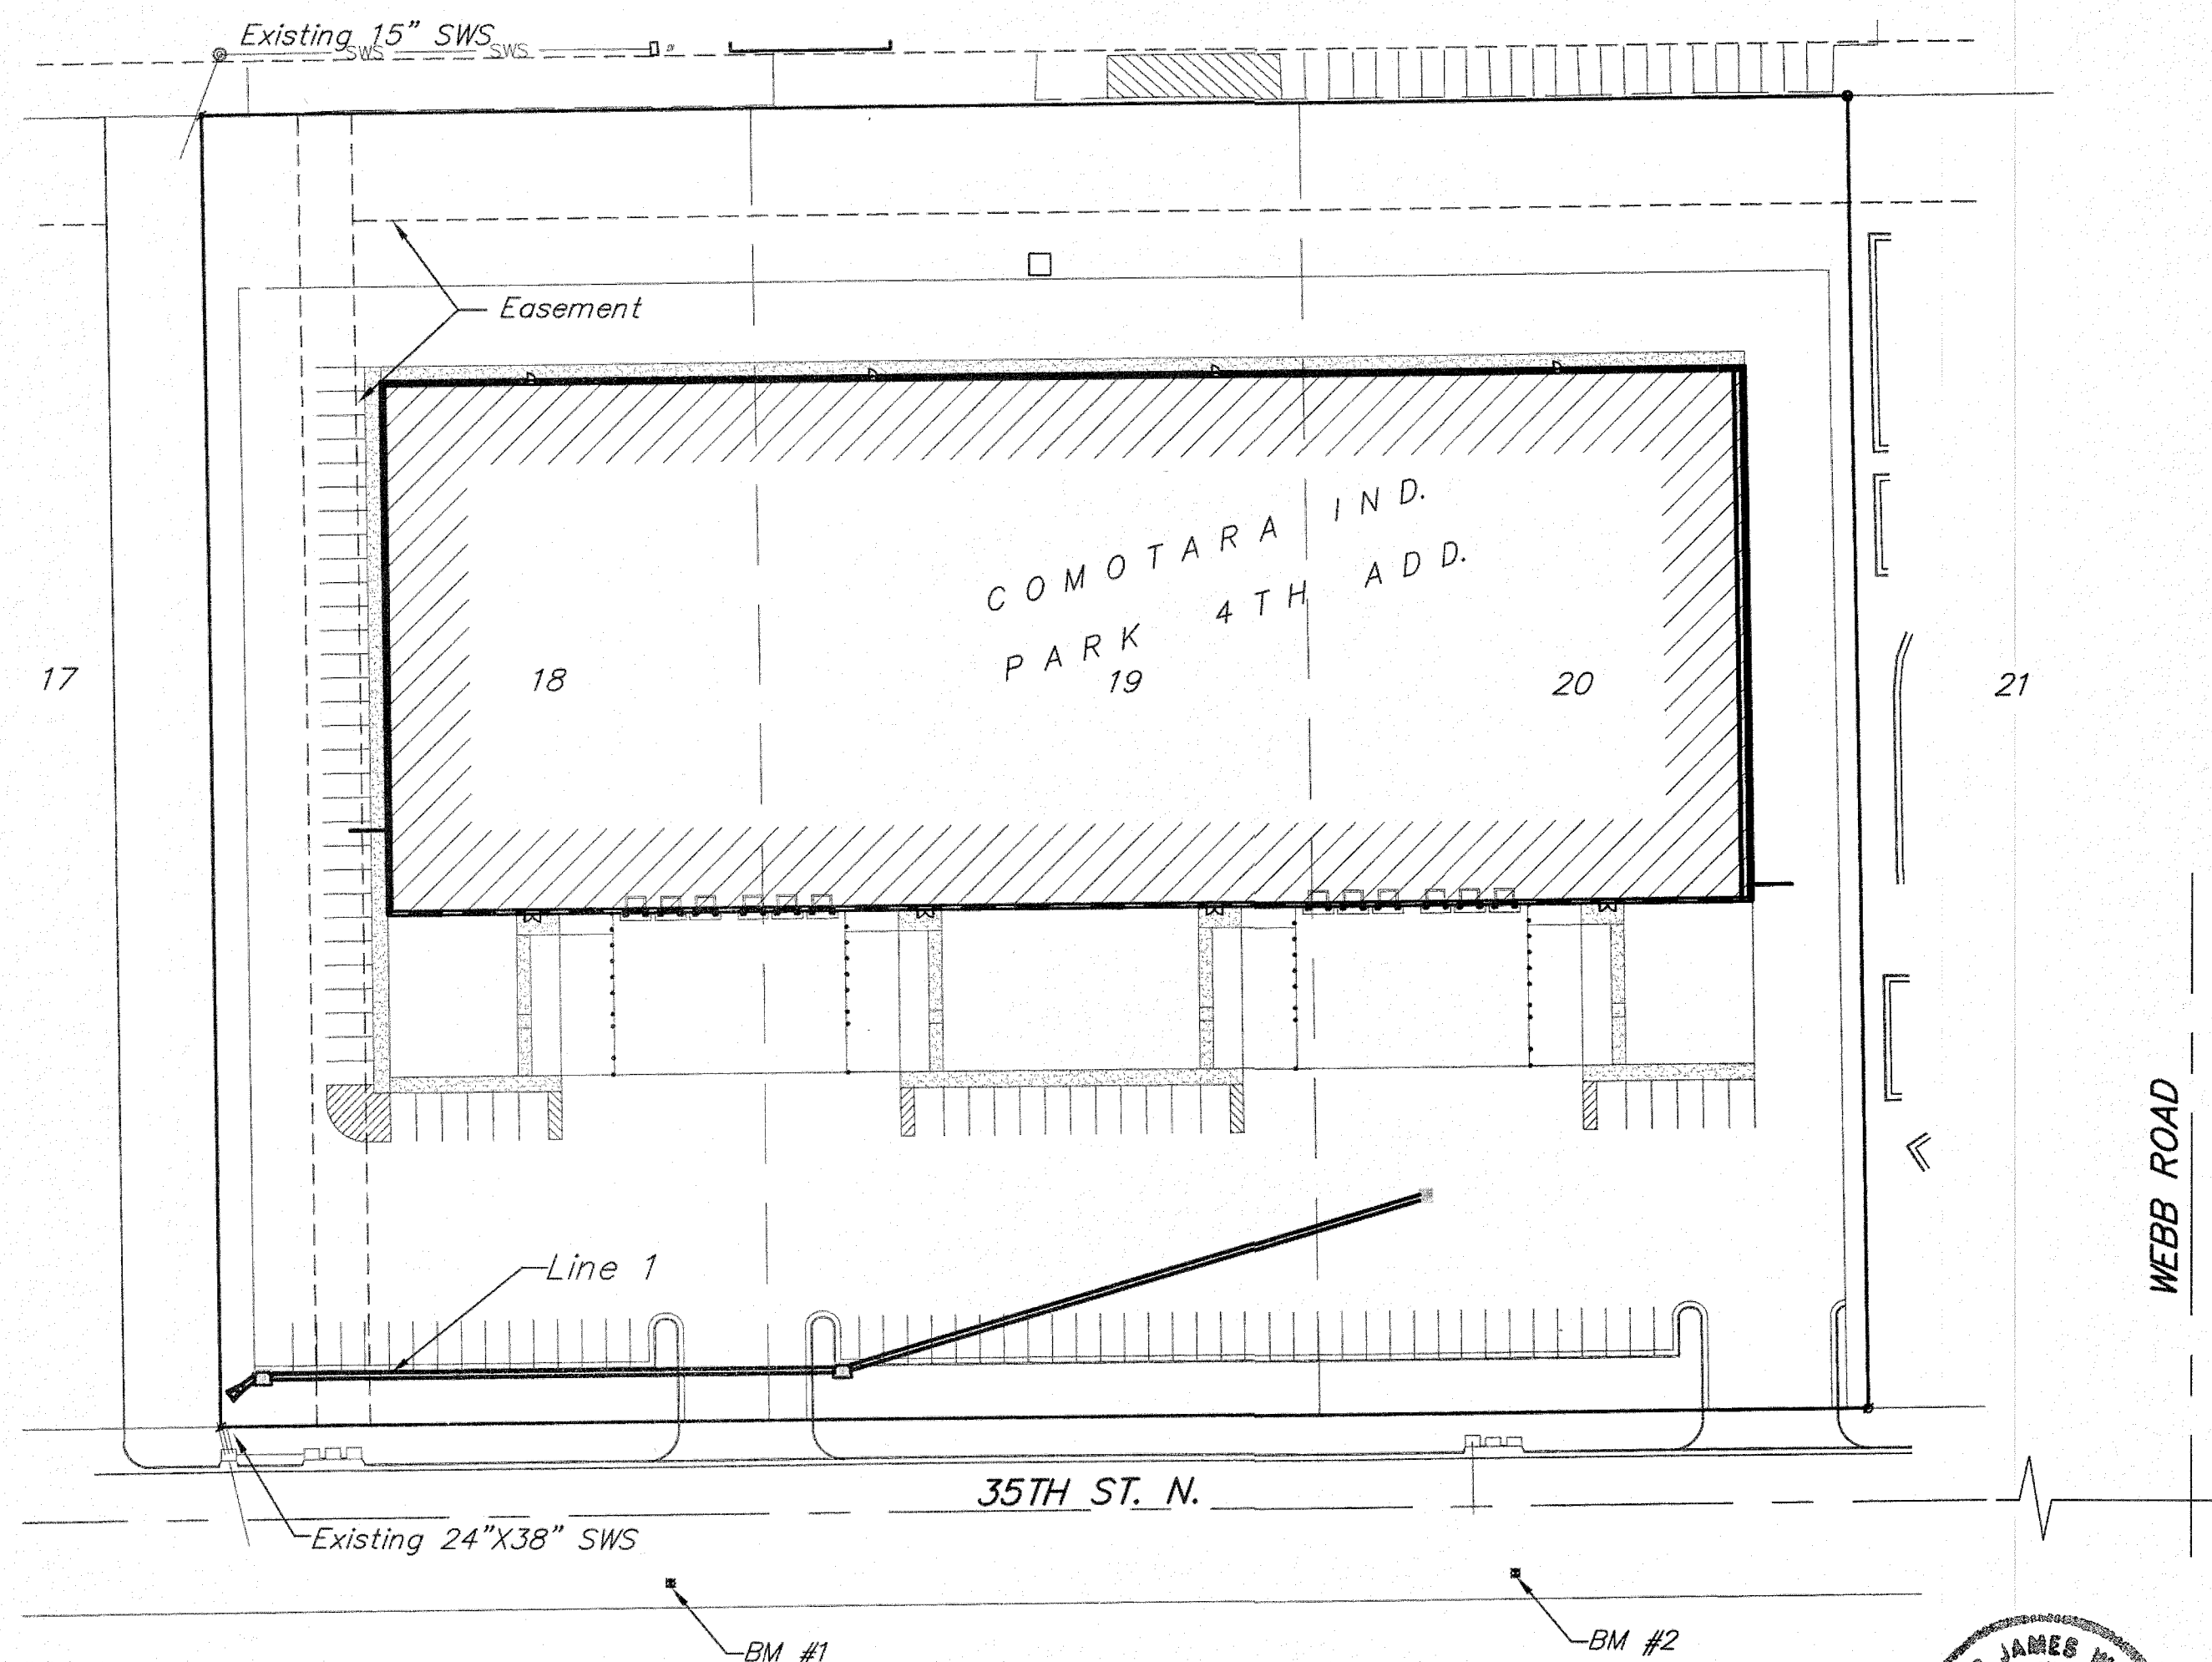 Existing 15" SWS
SWS SWS
Easement
COMOTARA IND.
PARK 4TH ADD.
17
18
19
20
21
WEBB ROAD
Line 1
35TH ST. N.
Existing 24"X38" SWS
BM #1
BM #2
JAMES